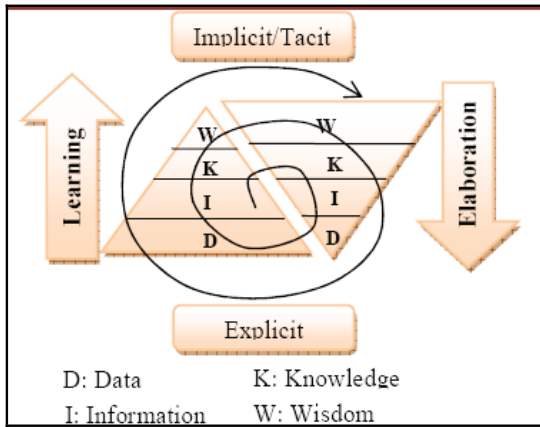 Implicit/Tacit
Learning
W
K
I
D
W
K
I
D
Elaboration
Explicit
D: Data K: Knowledge
I: Information W: Wisdom